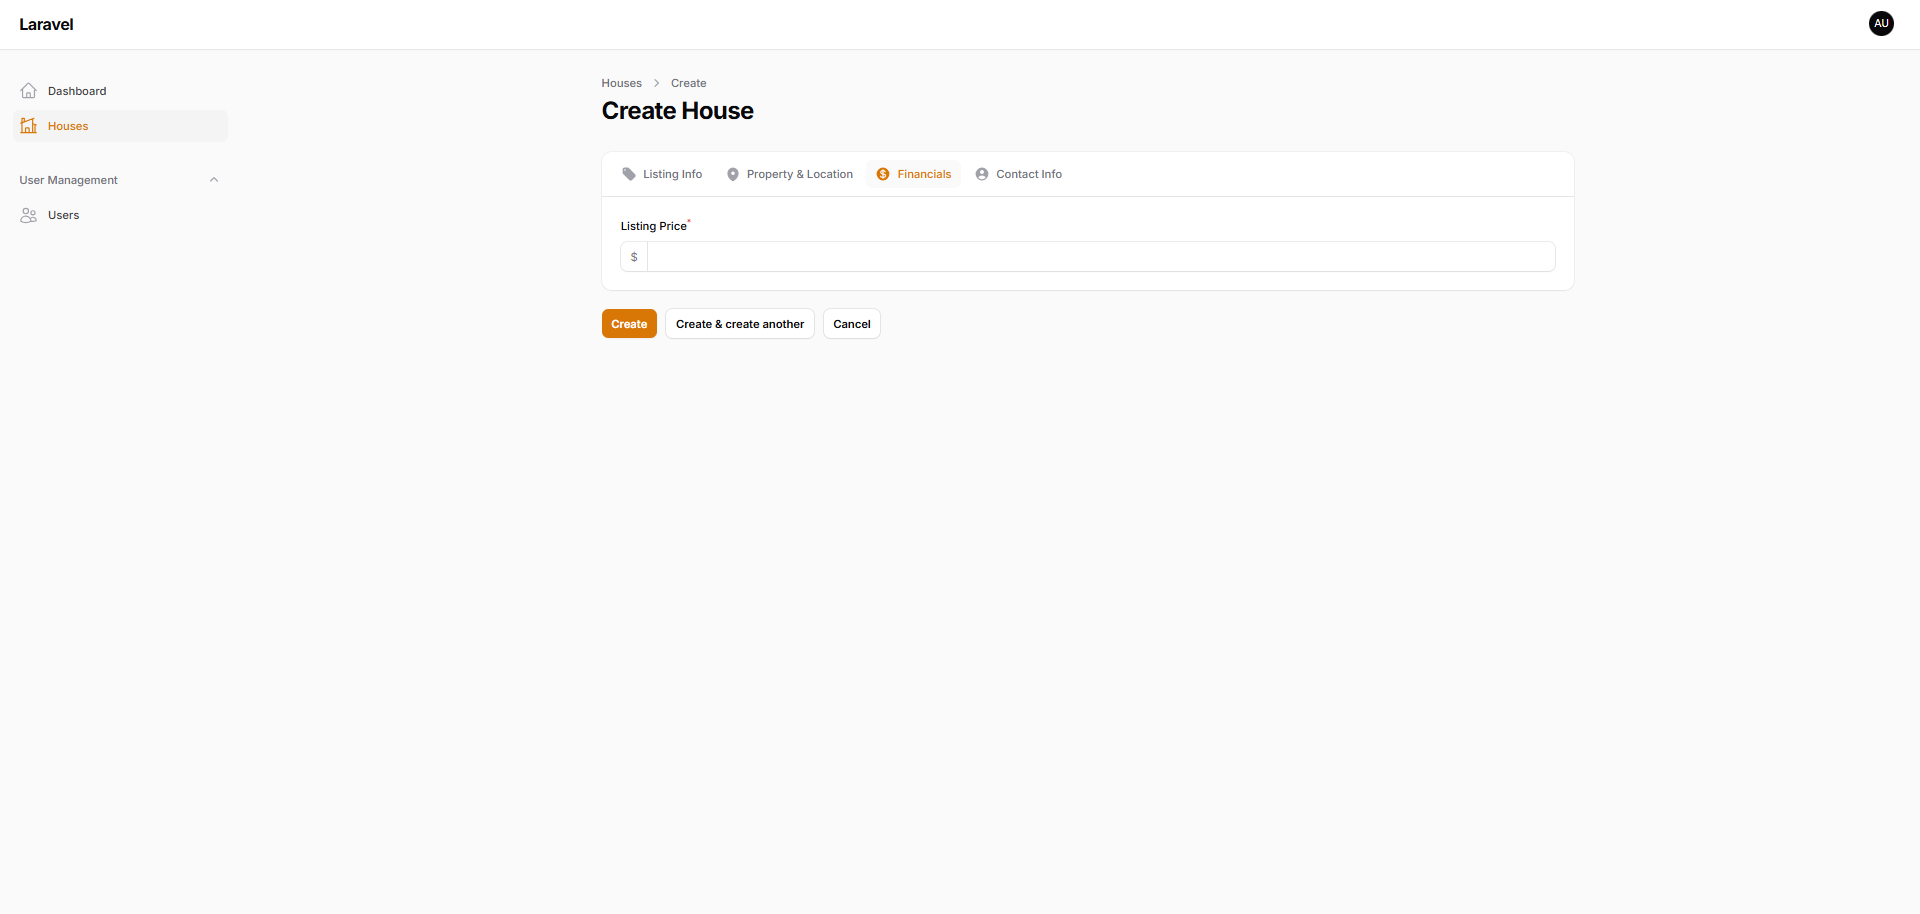 Laravel
AU
Dashboard
Houses
User Management
Users
Houses > Create
Create House
Listing Info Property & Location $ Financials Contact Info
Listing Price*
$
Create Create & create another Cancel